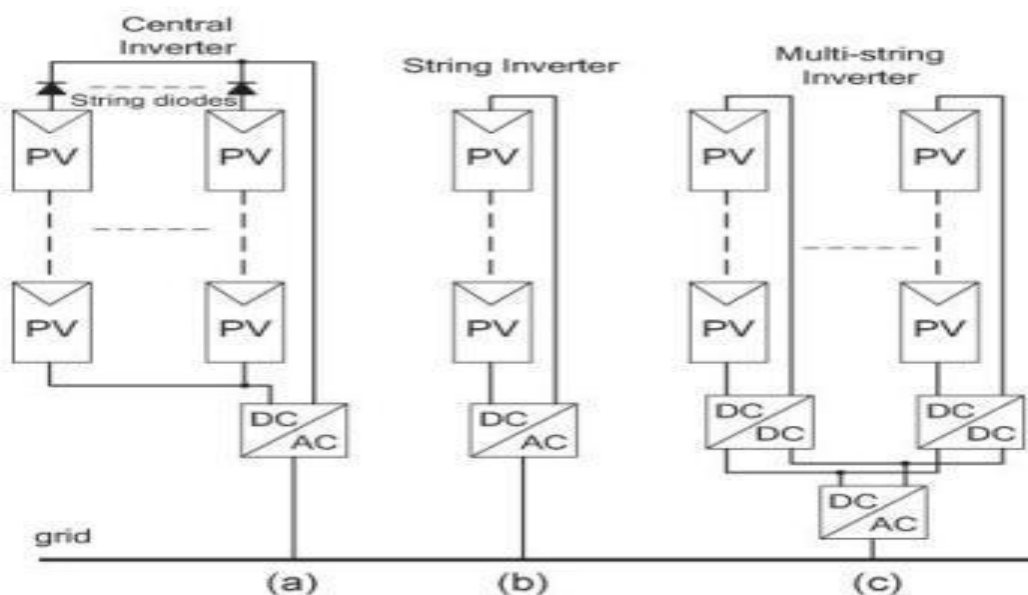 Central
Inverter
String diodes
PV
PV
PV
PV
DC
AC
String Inverter
PV
PV
DC
AC
Multi-string
Inverter
PV
PV
PV
PV
DC
DC
DC
DC
DC
AC
grid
(a)
(b)
(c)